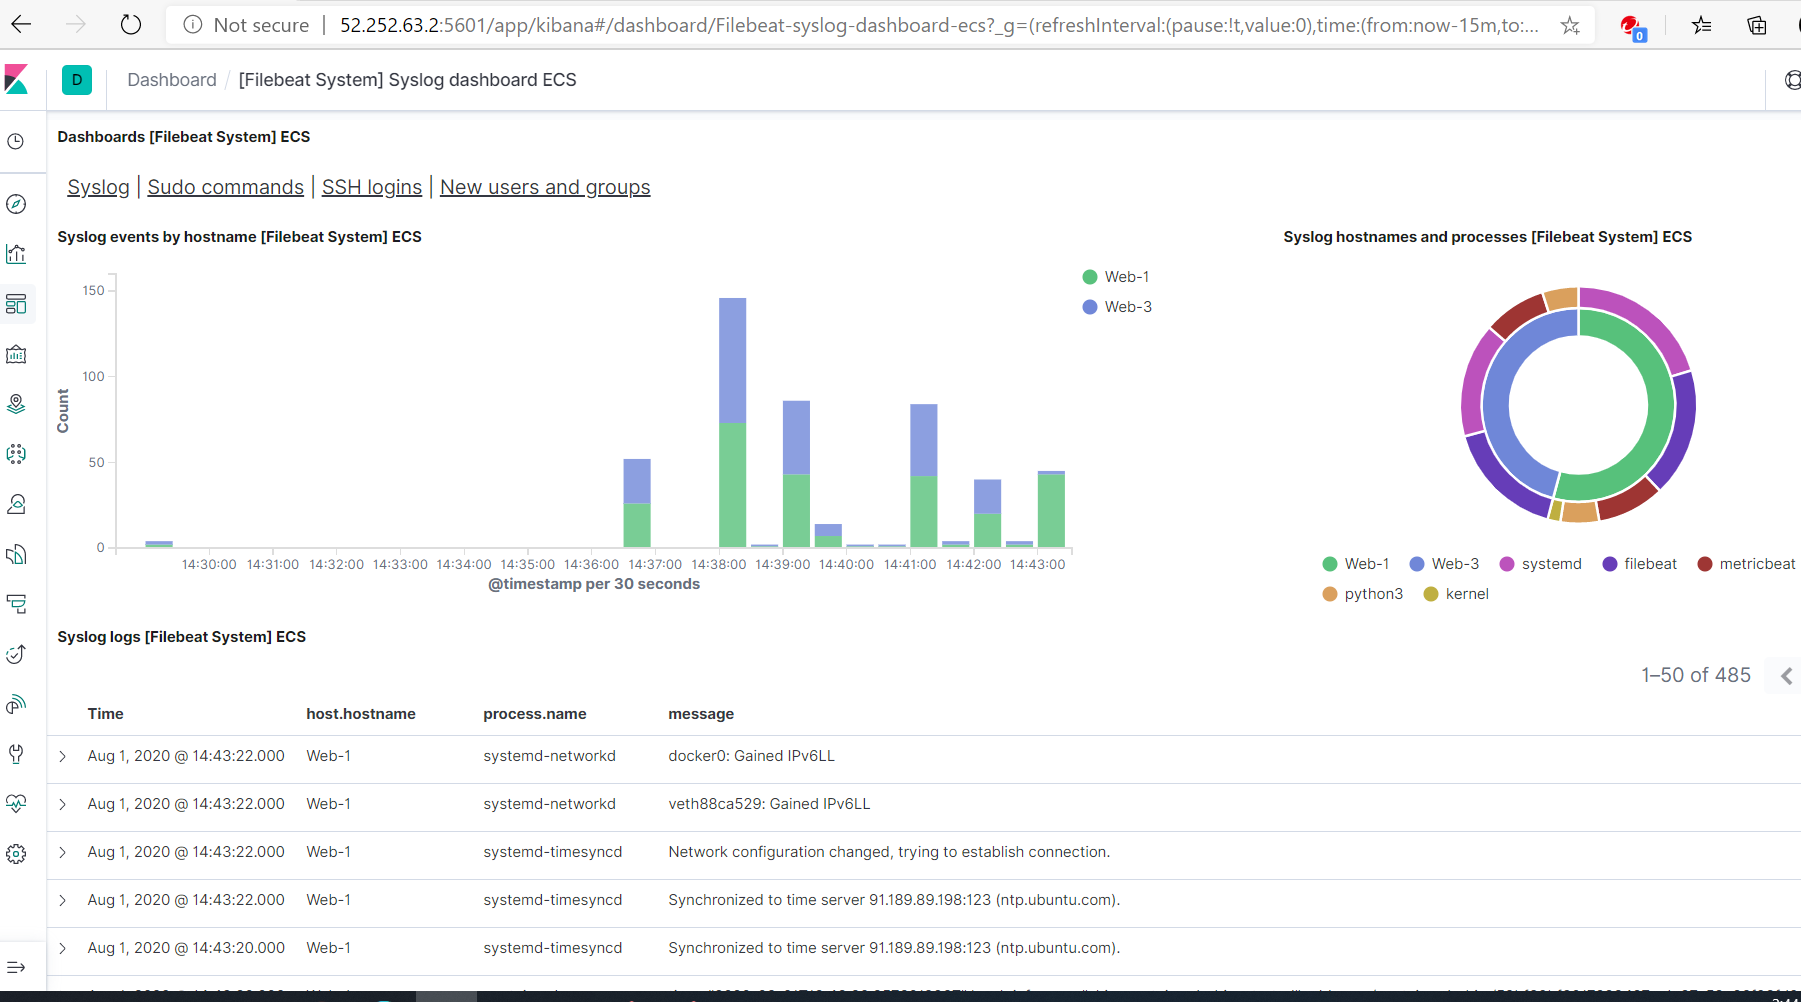 Not secure | 52.252.63.2:5601/app/kibana#/dashboard/Filebeat-syslog-dashboard-ecs?_g=(refreshInterval:(pause:!t,value:0),time:(from:now-15m,to:...
0
D Dashboard / [Filebeat System] Syslog dashboard ECS
Dashboards [Filebeat System] ECS
Syslog | Sudo commands | SSH logins | New users and groups
Syslog events by hostname [Filebeat System] ECS
150
100
50
0
Count
14:30:00 14:31:00 14:32:00 14:33:00 14:34:00 14:35:00 14:36:00 14:37:00 14:38:00 14:39:00 14:40:00 14:41:00 14:42:00 14:43:00
@timestamp per 30 seconds
Web-1
Web-3
Syslog hostnames and processes [Filebeat System] ECS
Web-1 Web-3 systemd filebeat metricbeat
python3 kernel
Syslog logs [Filebeat System] ECS
1–50 of 485
Time host.hostname process.name message
Aug 1, 2020 @ 14:43:22.000 Web-1 systemd-networkd docker0: Gained IPv6LL
Aug 1, 2020 @ 14:43:22.000 Web-1 systemd-networkd veth88ca529: Gained IPv6LL
Aug 1, 2020 @ 14:43:22.000 Web-1 systemd-timesyncd Network configuration changed, trying to establish connection.
Aug 1, 2020 @ 14:43:22.000 Web-1 systemd-timesyncd Synchronized to time server 91.189.89.198:123 (ntp.ubuntu.com).
Aug 1, 2020 @ 14:43:20.000 Web-1 systemd-timesyncd Synchronized to time server 91.189.89.198:123 (ntp.ubuntu.com).